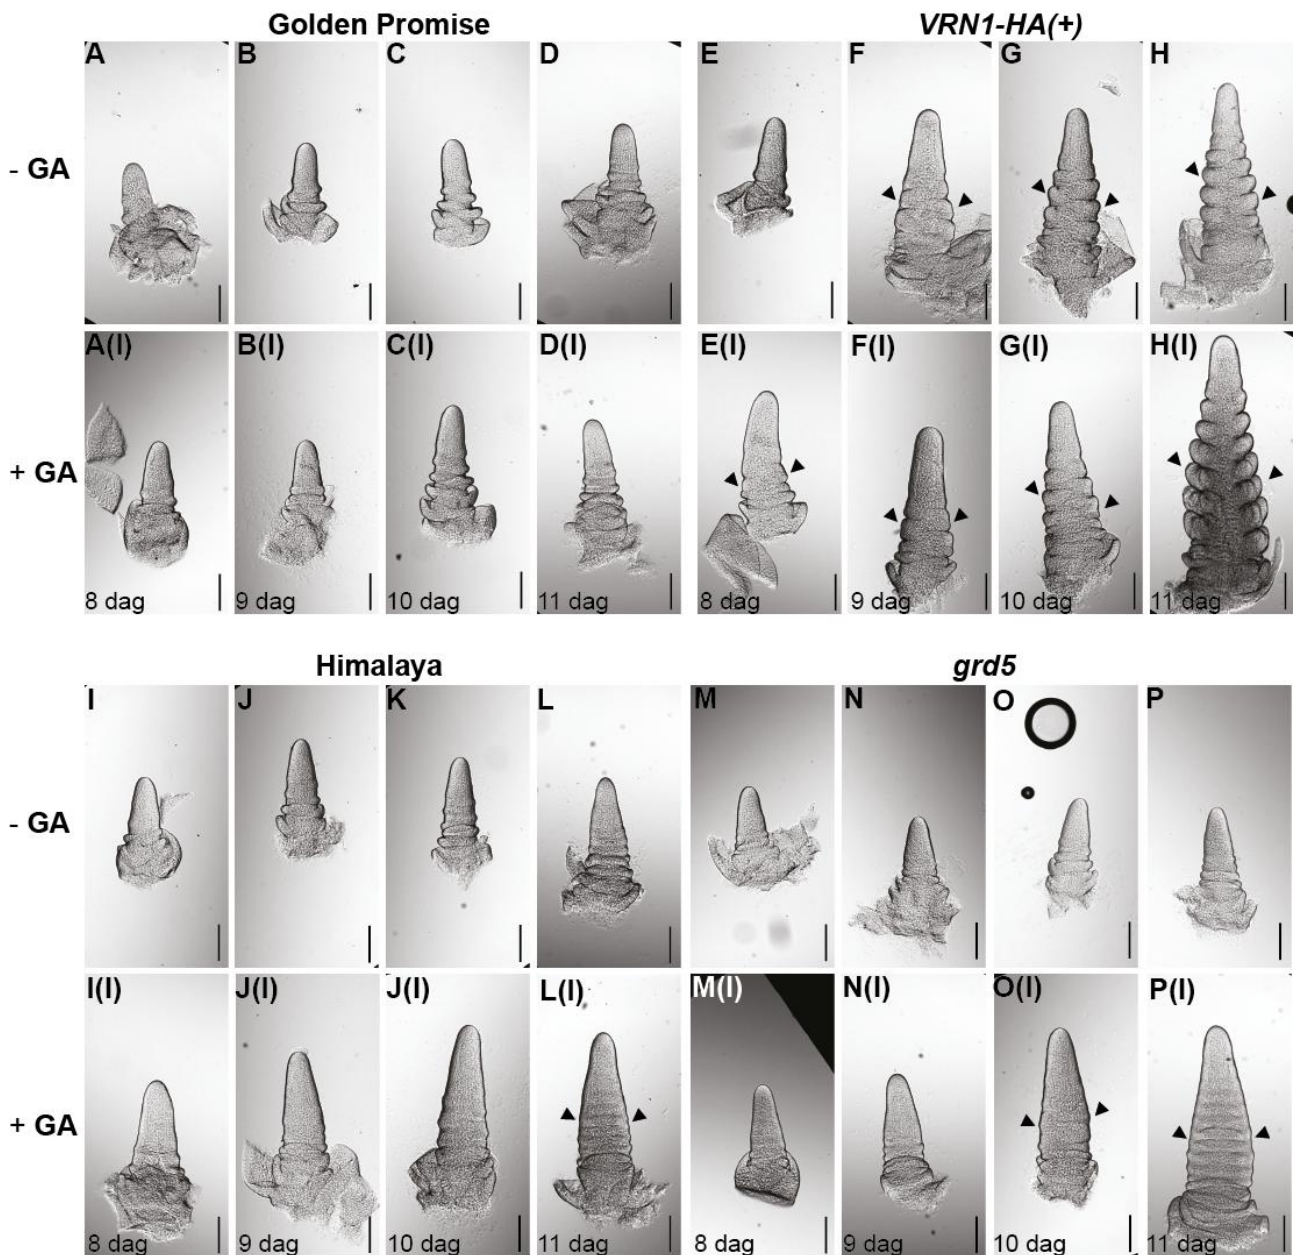 Golden Promise VRN1-HA(+)
A B C D E F G H
- GA
A(I) B(I) C(I) D(I) E(I) F(I) G(I) H(I)
+ GA
8 dag 9 dag 10 dag 11 dag 8 dag 9 dag 10 dag 11 dag
Himalaya grd5
I J K L M N O P
- GA
I(I) J(I) J(I) L(I) M(I) N(I) O(I) P(I)
+ GA
8 dag 9 dag 10 dag 11 dag 8 dag 9 dag 10 dag 11 dag